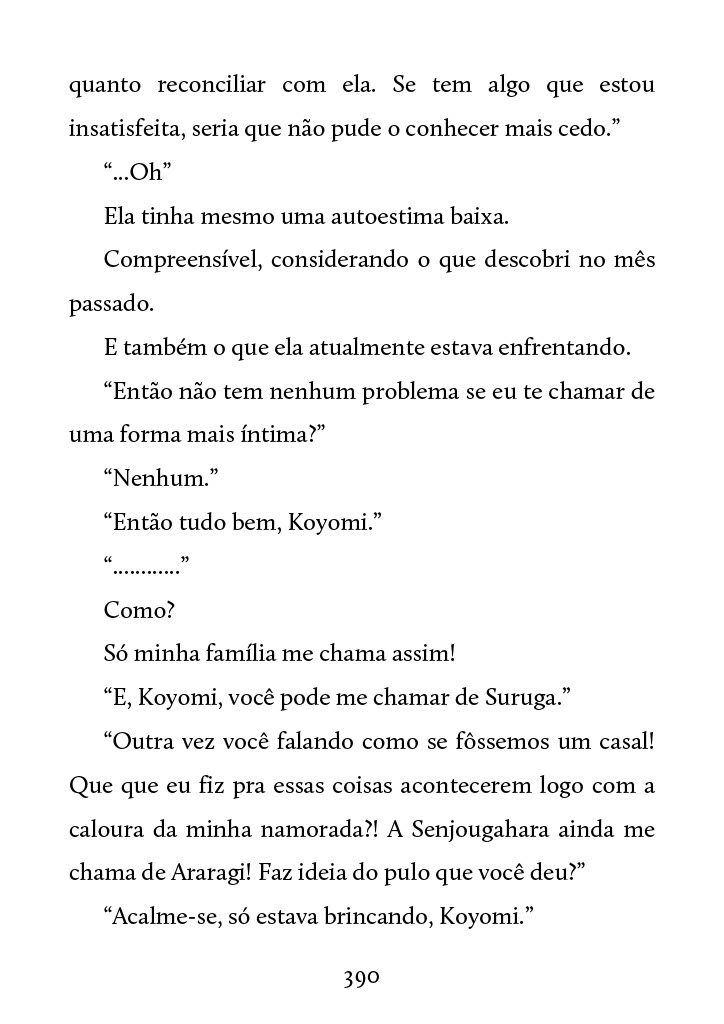 quanto reconciliar com ela. Se tem algo que estou
insatisfeita, seria que não pude o conhecer mais cedo.”
“...Oh”
Ela tinha mesmo uma autoestima baixa.
Compreensível, considerando o que descobri no mês
passado.
E também o que ela atualmente estava enfrentando.
“Então não tem nenhum problema se eu te chamar de
uma forma mais íntima?”
“Nenhum.”
“Então tudo bem, Koyomi.”
“............”
Como?
Só minha família me chama assim!
“E, Koyomi, você pode me chamar de Suruga.”
“Outra vez você falando como se fôssemos um casal!
Que que eu fiz pra essas coisas acontecerem logo com a
caloura da minha namorada?! A Senjougahara ainda me
chama de Araragi! Faz ideia do pulo que você deu?”
“Acalme-se, só estava brincando, Koyomi.”
390